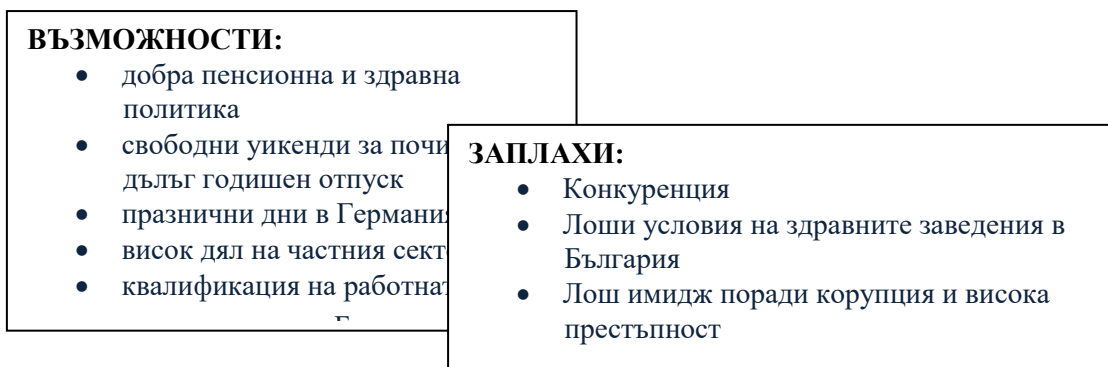 ВЪЗМОЖНОСТИ:
• добра пенсионна и здравна
политика
• свободни уикенди за почи
дълъг годишен отпуск
• празнични дни в Германия
• висок дял на частния сект
• квалификация на работнат
ЗАПЛАХИ:
• Конкуренция
• Лоши условия на здравните заведения в
България
• Лош имидж поради корупция и висока
престъпност